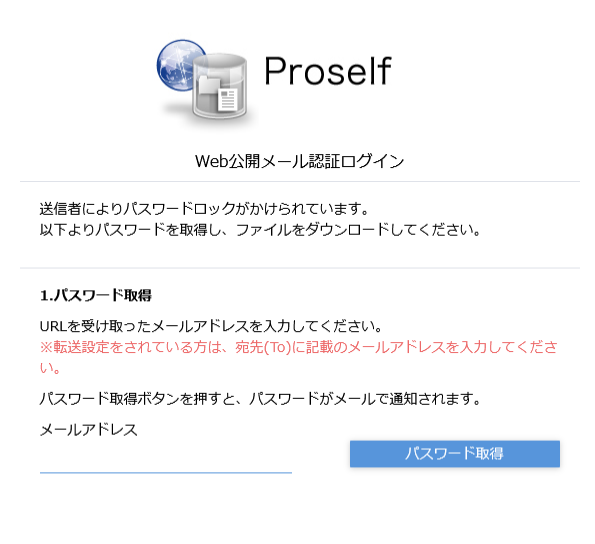 Proself
Web公開メール認証ログイン
送信者によりパスワードロックがかけられています。
以下よりパスワードを取得し、ファイルをダウンロードしてください。
1.パスワード取得
URLを受け取ったメールアドレスを入力してください。
※転送設定をされている方は、宛先(To)に記載のメールアドレスを入力してくださ
い。
パスワード取得ボタンを押すと、パスワードがメールで通知されます。
メールアドレス
パスワード取得